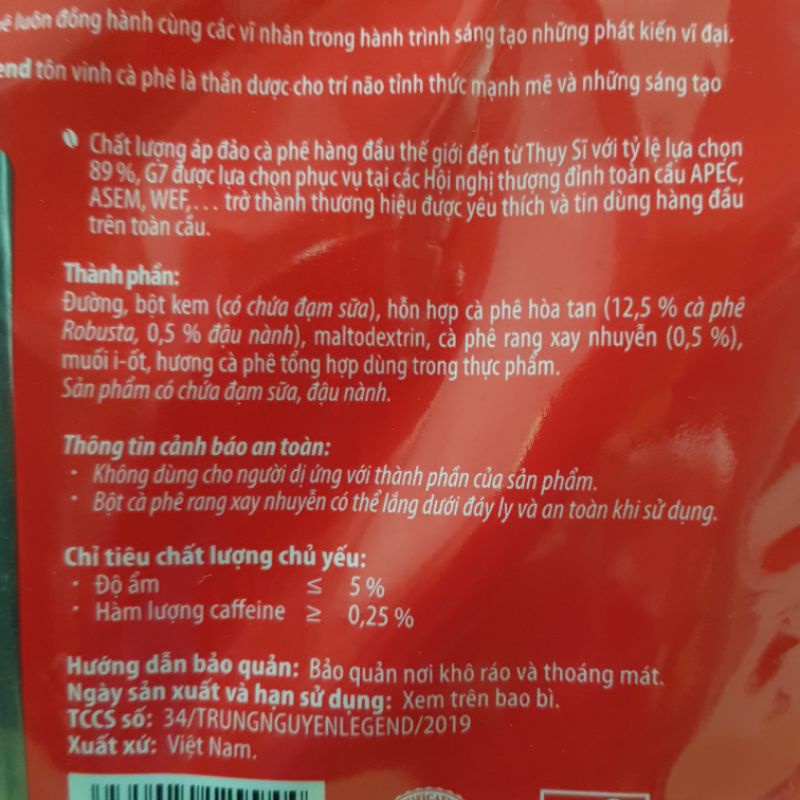 luôn đồng hành cùng các vĩ nhân trong hành trình sáng tạo những phát kiến vĩ đại.
end tôn vinh cà phê là thần dược cho trí não tỉnh thức mạnh mẽ và những sáng tạo
Chất lượng áp đảo cà phê hàng đầu thế giới đến từ Thụy Sĩ với tỷ lệ lựa chọn
89 %, G7 được lựa chọn phục vụ tại các Hội nghị thượng đỉnh toàn cầu APEC,
ASEM, WEF,... trở thành thương hiệu được yêu thích và tin dùng hàng đầu
trên toàn cầu.
Thành phần:
Đường, bột kem (có chứa đạm sữa), hỗn hợp cà phê hòa tan (12,5 % cà phê
Robusta, 0,5 % đậu nành), maltodextrin, cà phê rang xay nhuyễn (0,5 %),
muối i-ốt, hương cà phê tổng hợp dùng trong thực phẩm.
Sản phẩm có chứa đạm sữa, đậu nành.
Thông tin cảnh báo an toàn:
• Không dùng cho người dị ứng với thành phần của sản phẩm.
• Bột cà phê rang xay nhuyễn có thể lắng dưới đáy ly và an toàn khi sử dụng.
Chỉ tiêu chất lượng chủ yếu:
• Độ ẩm ≤ 5 %
• Hàm lượng caffeine ≥ 0,25 %
Hướng dẫn bảo quản: Bảo quản nơi khô ráo và thoáng mát.
Ngày sản xuất và hạn sử dụng: Xem trên bao bì.
TCCS số: 34/TRUNGNGUYENLEGEND/2019
Xuất xứ: Việt Nam.